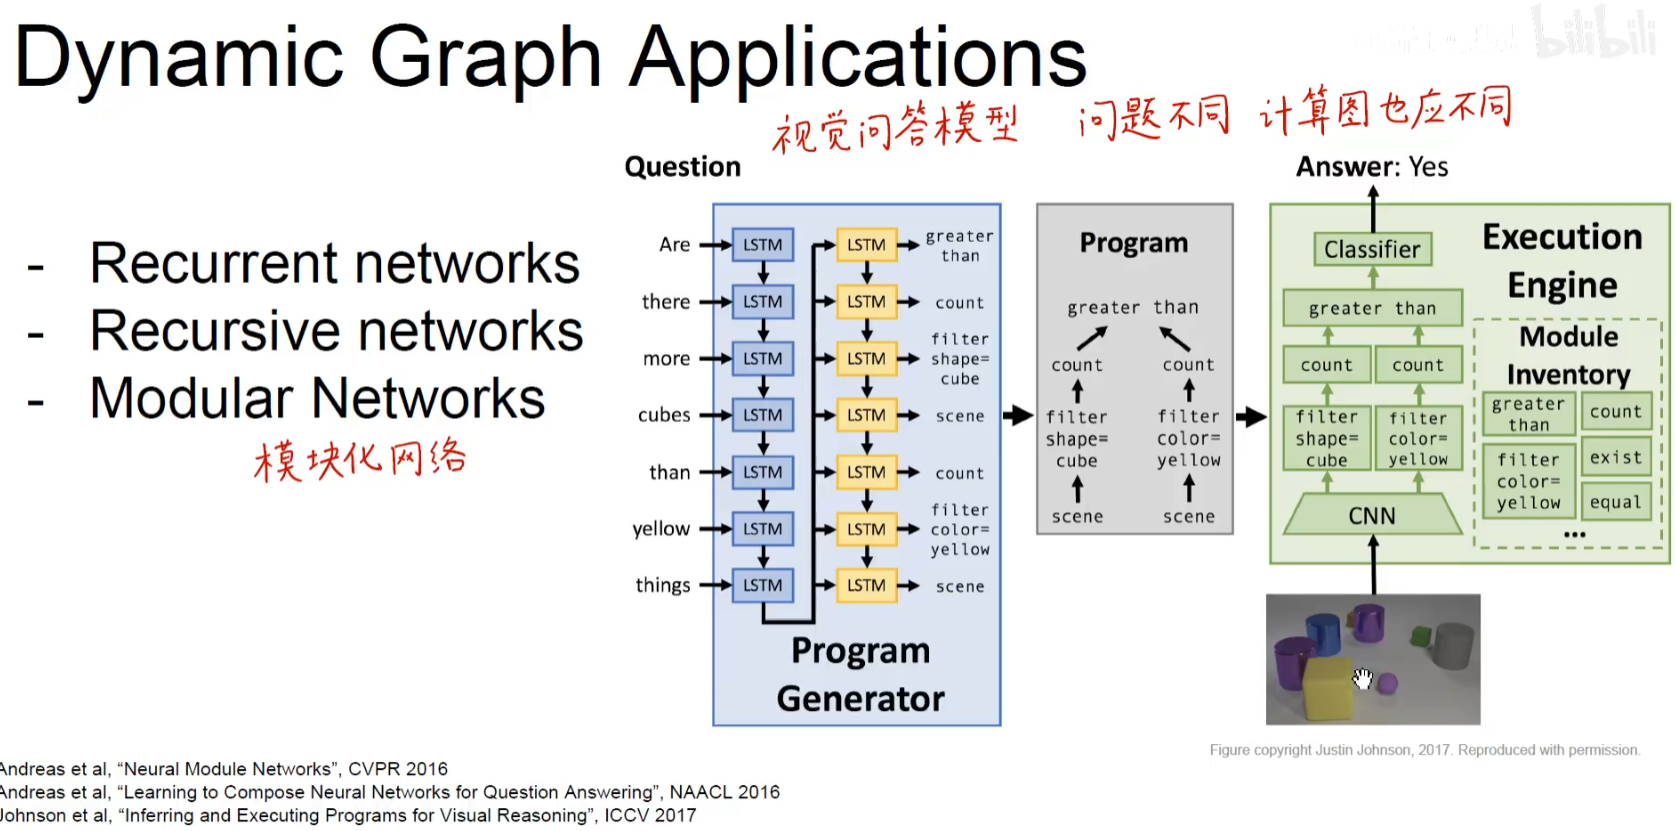 Dynamic Graph Applications
bilibili
视觉问答模型 问题不同 计算图也应不同
- Recurrent networks
- Recursive networks
- Modular Networks
模块化网络
Question
Are
there
more
cubes
than
yellow
things
LSTM
LSTM
LSTM
LSTM
LSTM
LSTM
LSTM
LSTM
LSTM
LSTM
LSTM
LSTM
LSTM
LSTM
greater
than
count
filter
shape=
cube
scene
count
filter
color=
yellow
scene
Program
Generator
Program
greater than
count count
filter filter
shape= color=
cube yellow
scene scene
Answer: Yes
Execution
Engine
Classifier
greater than
count count
filter filter
shape= color=
cube yellow
CNN
Module
Inventory
greater
than
count
filter
color=
yellow
exist
equal
...
Figure copyright Justin Johnson, 2017. Reproduced with permission.
Andreas et al, “Neural Module Networks”, CVPR 2016
Andreas et al, “Learning to Compose Neural Networks for Question Answering”, NAACL 2016
Johnson et al, “Inferring and Executing Programs for Visual Reasoning”, ICCV 2017